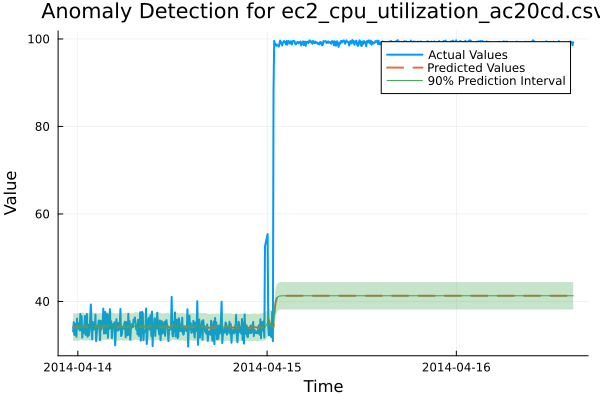 Anomaly Detection for ec2_cpu_utilization_ac20cd.csv
100
80
60
40
Value
Actual Values
Predicted Values
90% Prediction Interval
2014-04-14
2014-04-15
2014-04-16
Time